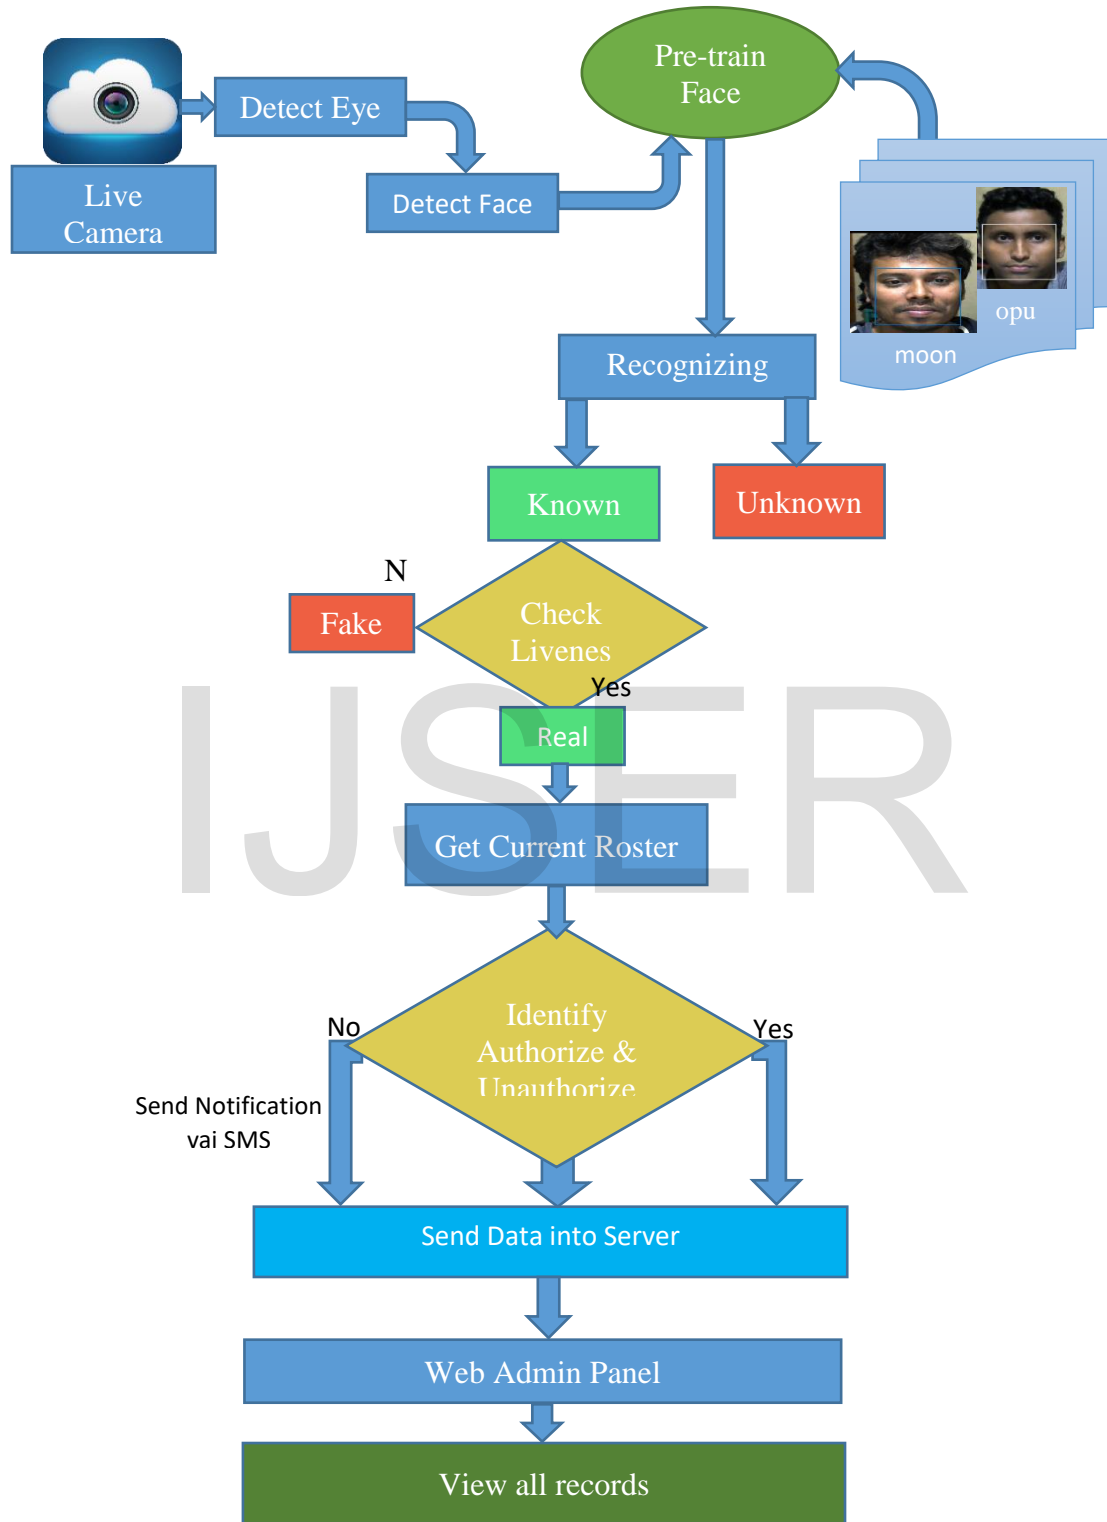 Pre-train
Face
Detect Eye
Live
Camera
Detect Face
opu
moon
Recognizing
Known
Unknown
N
Fake
Check
Livenes
Yes
Real
IJSER
Get Current Roster
No
Identify
Authorize &
Unauthorize
Yes
Send Notification
vai SMS
Send Data into Server
Web Admin Panel
View all records